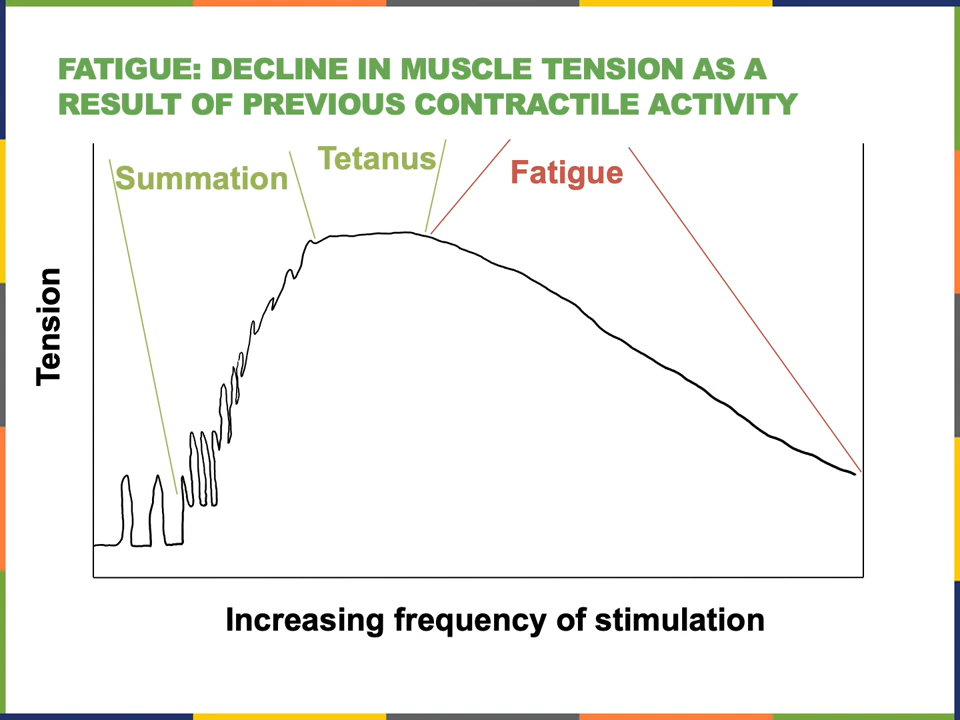 FATIGUE: DECLINE IN MUSCLE TENSION AS A
RESULT OF PREVIOUS CONTRACTILE ACTIVITY
Summation
Tetanus
Fatigue
Tension
Increasing frequency of stimulation